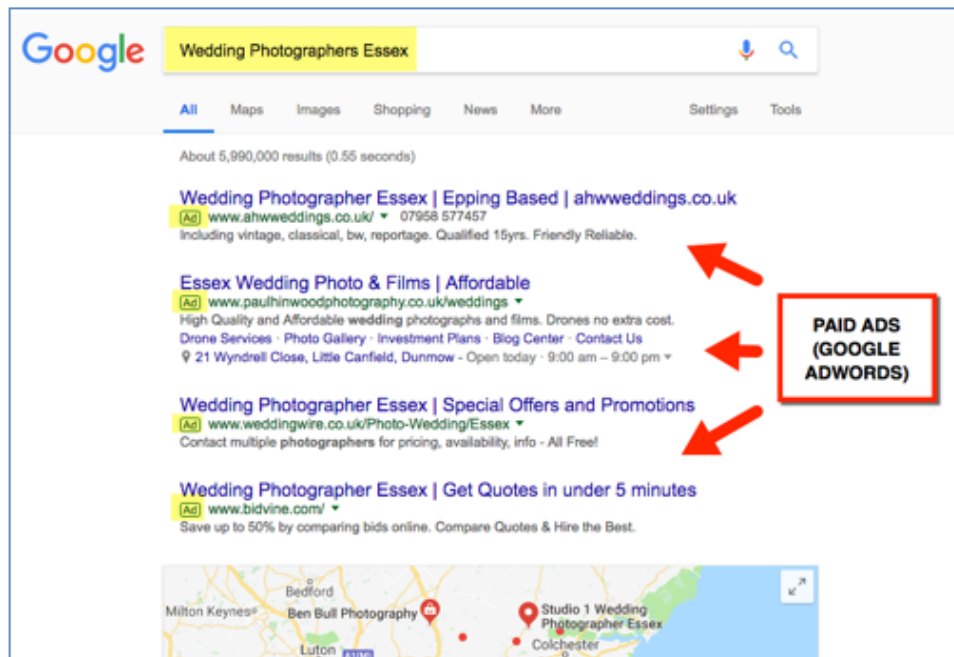 Google
Wedding Photographers Essex
All Maps Images Shopping News More Settings Tools
About 5,990,000 results (0.55 seconds)
Wedding Photographer Essex | Epping Based | ahwweddings.co.uk
Ad www.ahwweddings.co.uk/ 07958 577457
Including vintage, classical, bw, reportage. Qualified 15yrs. Friendly Reliable.
Essex Wedding Photo & Films | Affordable
Ad www.paulhinwoodphotography.co.uk/weddings
High Quality and Affordable wedding photographs and films. Drones no extra cost.
Drone Services · Photo Gallery · Investment Plans · Blog Center · Contact Us
21 Wyndrell Close, Little Canfield, Dunmow - Open today · 9:00 am – 9:00 pm
PAID ADS
(GOOGLE
ADWORDS)
Wedding Photographer Essex | Special Offers and Promotions
Ad www.weddingwire.co.uk/Photo-Wedding/Essex
Contact multiple photographers for pricing, availability, info - All Free!
Wedding Photographer Essex | Get Quotes in under 5 minutes
Ad www.bidvine.com/
Save up to 50% by comparing bids online. Compare Quotes & Hire the Best.
Bedford
Milton Keynes
Ben Bull Photography
Studio 1 Wedding
Photographer Essex
Colchester
Luton
A1(M)